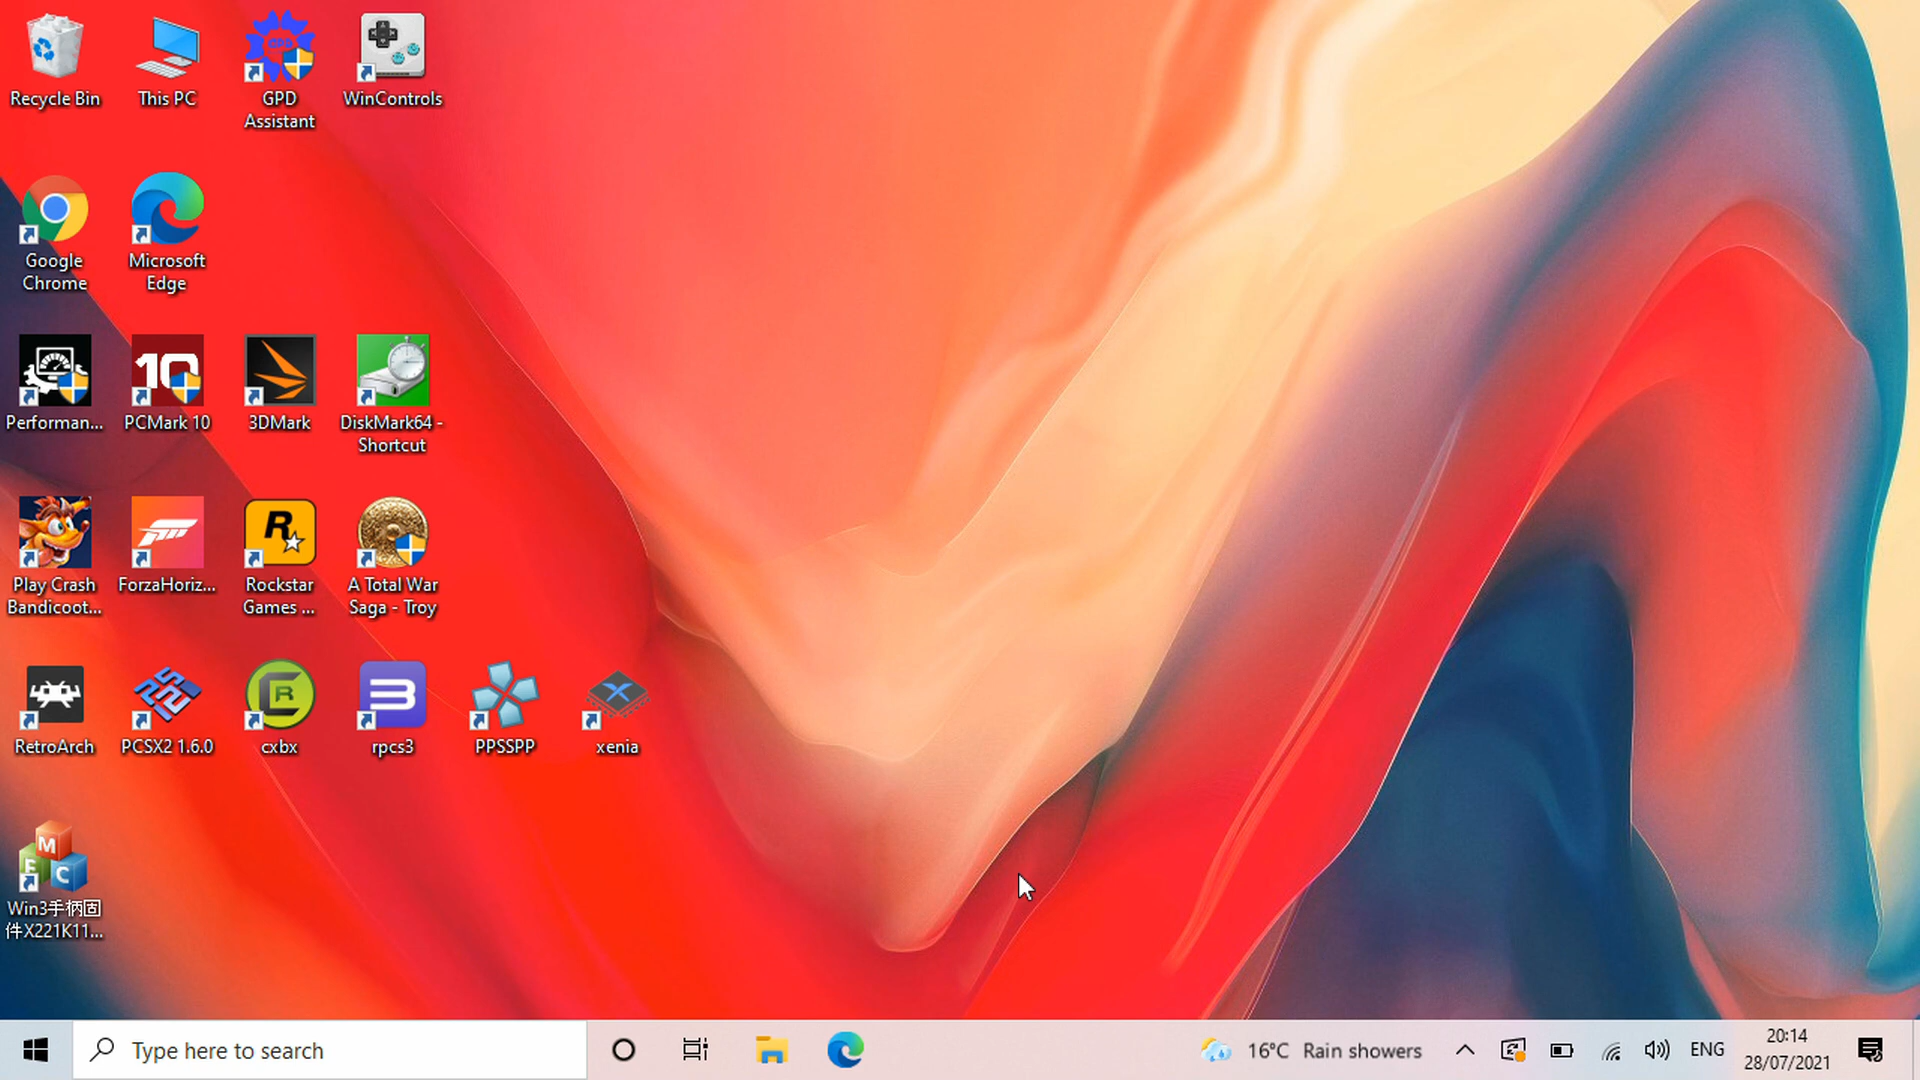 Recycle Bin
This PC
GPD
Assistant
WinControls
Google
Chrome
Microsoft
Edge
Performan...
PCMark 10
3DMark
DiskMark64 -
Shortcut
Play Crash
Bandicoot...
ForzaHoriz...
Rockstar
Games ...
A Total War
Saga - Troy
RetroArch
PCSX2 1.6.0
cxbx
rpcs3
PPSSPP
xenia
Win3手柄固
件X221K11...
Type here to search
16°C Rain showers
ENG
20:14
28/07/2021